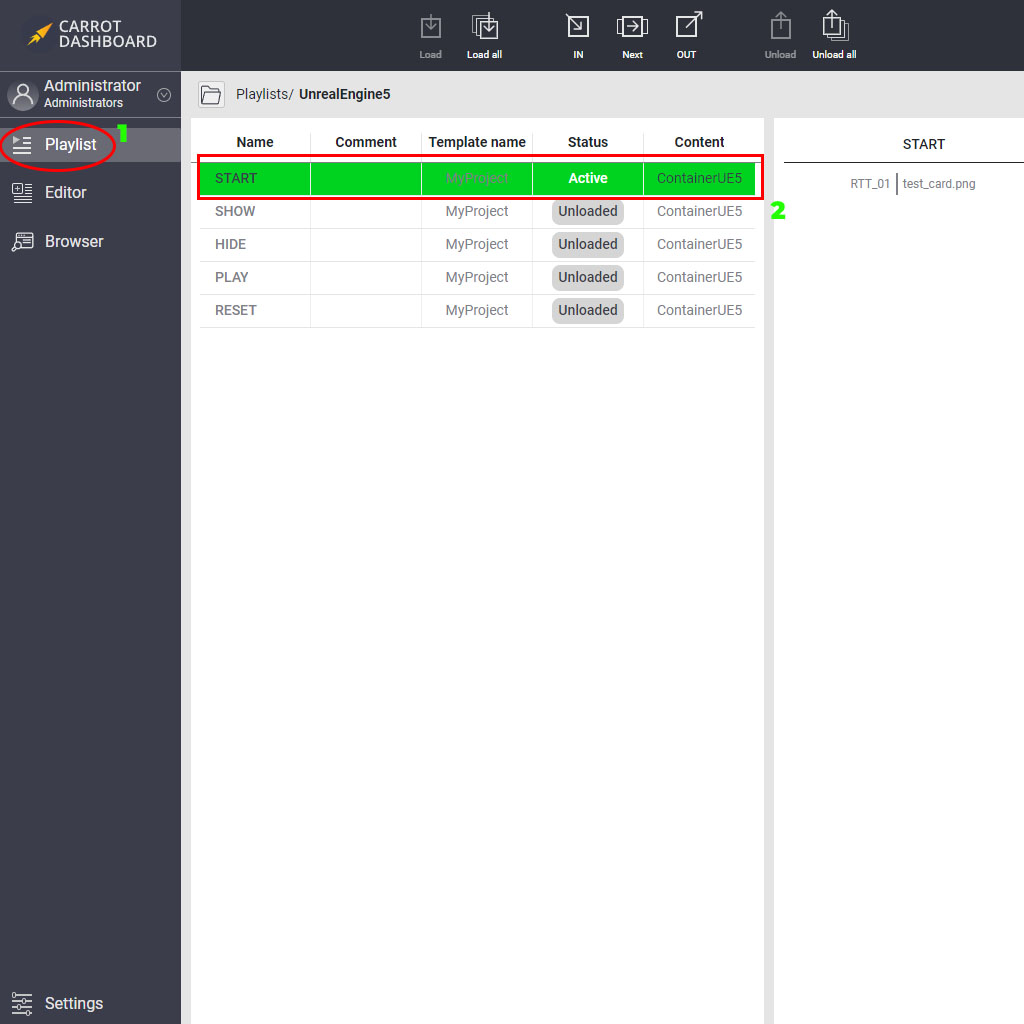 CARROT
DASHBOARD
Load
Load all
IN
Next
OUT
Unload
Unload all
Administrator
Administrators
Playlist
1
Editor
Browser
Settings
Playlists/ UnrealEngine5
Name Comment Template name Status Content
START MyProject Active ContainerUE5
SHOW MyProject Unloaded ContainerUE5
HIDE MyProject Unloaded ContainerUE5
PLAY MyProject Unloaded ContainerUE5
RESET MyProject Unloaded ContainerUE5
2
START
RTT_01 test_card.png